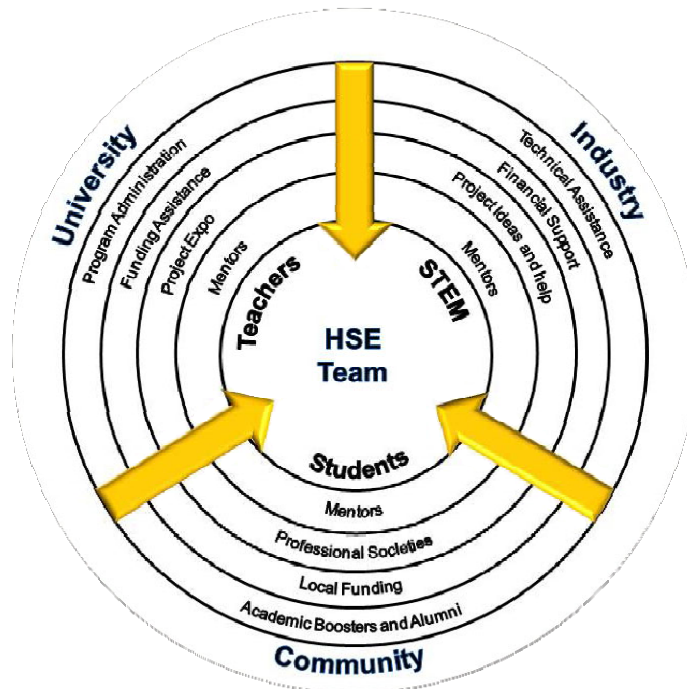 University
Program Administration
Funding Assistance
Project Expo
Mentors
Teachers
Industry
Technical Assistance
Financial Support
Project Ideas and help
Mentors
STEM
HSE
Team
Students
Mentors
Professional Societies
Local Funding
Academic Boosters and Alumni
Community